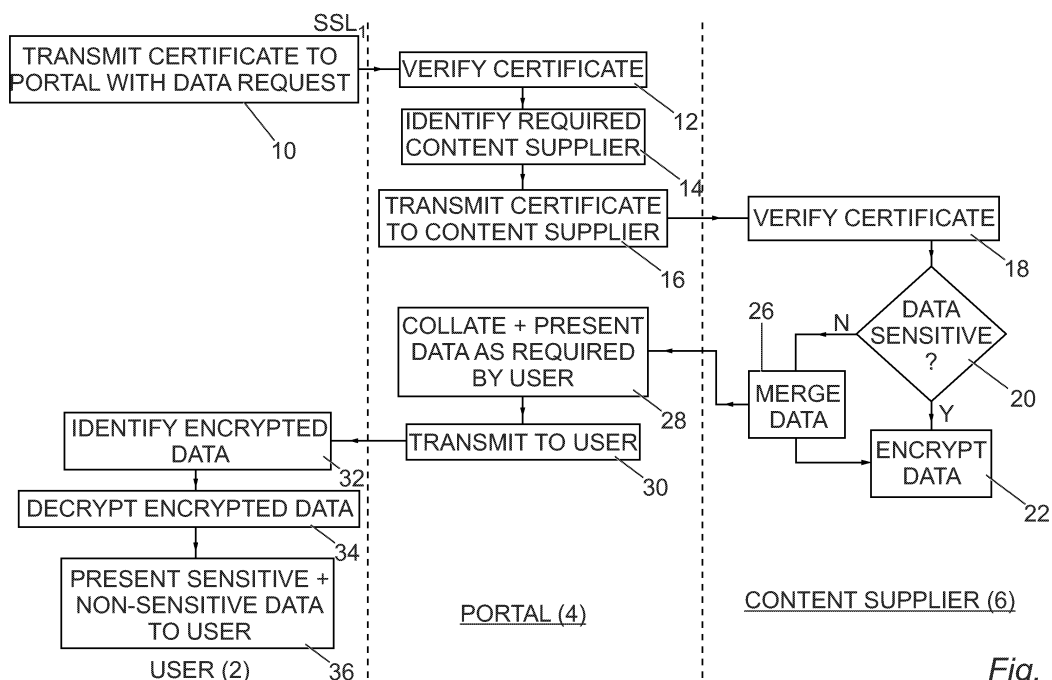 SSL1
TRANSMIT CERTIFICATE TO
PORTAL WITH DATA REQUEST
10
VERIFY CERTIFICATE
12
IDENTIFY REQUIRED
CONTENT SUPPLIER
14
TRANSMIT CERTIFICATE
TO CONTENT SUPPLIER
16
VERIFY CERTIFICATE
18
DATA
SENSITIVE
?
20
N
Y
26
MERGE
DATA
ENCRYPT
DATA
22
COLLATE + PRESENT
DATA AS REQUIRED
BY USER
28
TRANSMIT TO USER
30
IDENTIFY ENCRYPTED
DATA
32
DECRYPT ENCRYPTED DATA
34
PRESENT SENSITIVE +
NON-SENSITIVE DATA
TO USER
36
USER (2)
PORTAL (4)
CONTENT SUPPLIER (6)
Fig.